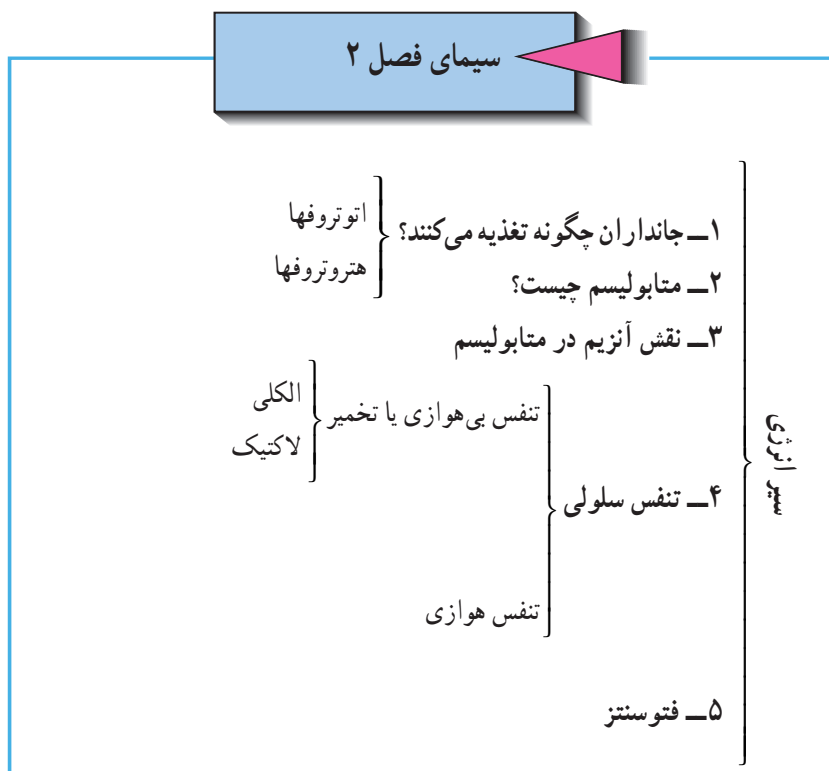 سیمای فصل ۲
سیر انرژی
۱ــ جانداران چگونه تغذیه می‌کنند؟
اتوتروفها
هتروتروفها
۲ــ متابولیسم چیست؟
۳ــ نقش آنزیم در متابولیسم
۴ــ تنفس سلولی
تنفس بی‌هوازی یا تخمیر
الکلی
لاکتیک
تنفس هوازی
۵ــ فتوسنتز